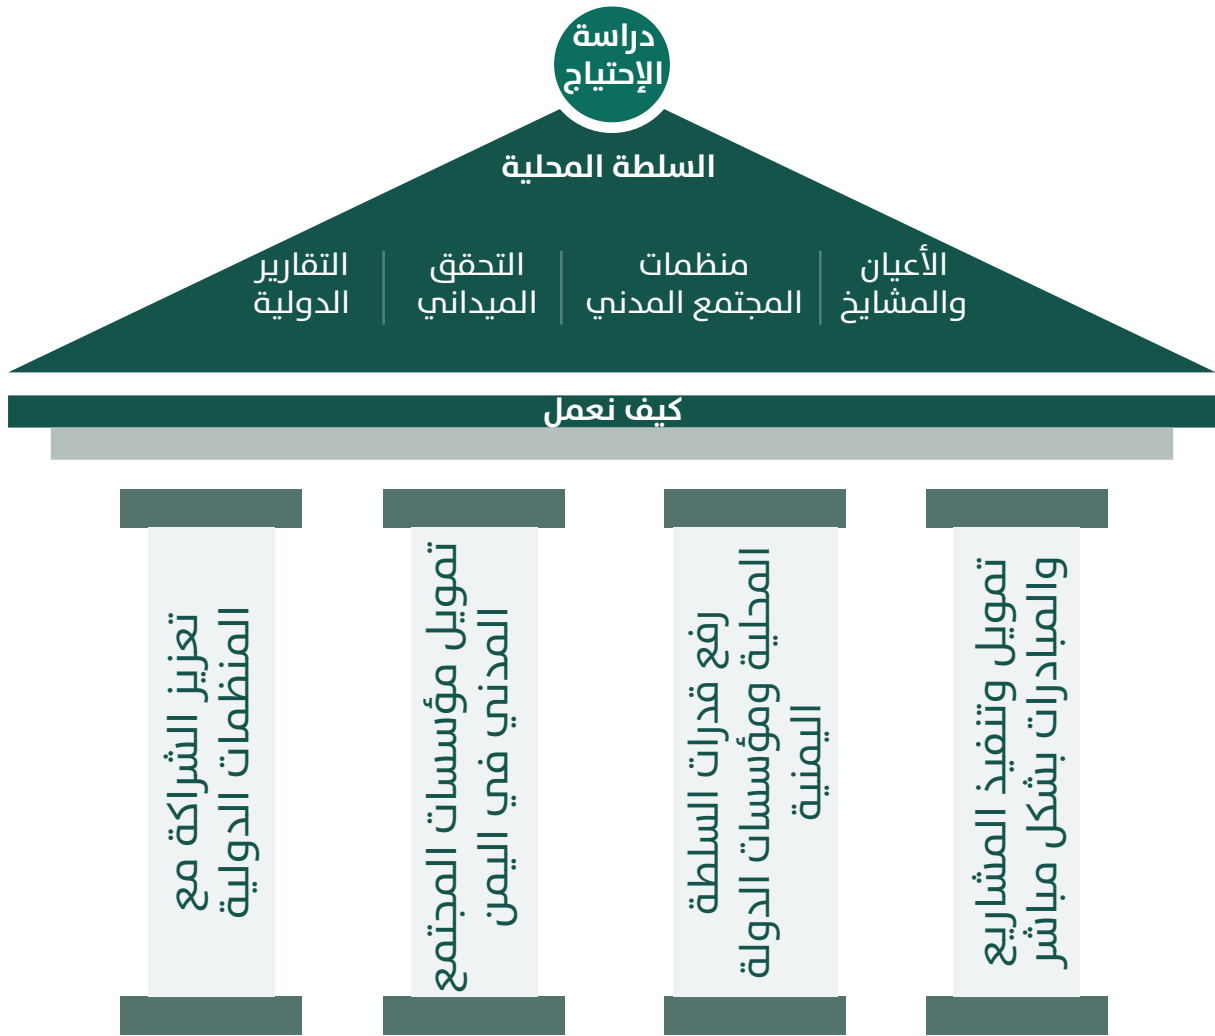 دراسة
الإحتياج
السلطة المحلية
الأعيان
والمشايخ
منظمات
المجتمع المدني
التحقق
الميداني
التقارير
الدولية
كيف نعمل
تمويل وتنفيذ المشاريع
والمبادرات بشكل مباشر
رفع قدرات السلطة
المحلية ومؤسسات الدولة
اليمنية
تمويل مؤسسات المجتمع
المدني في اليمن
تعزيز الشراكة مع
المنظمات الدولية